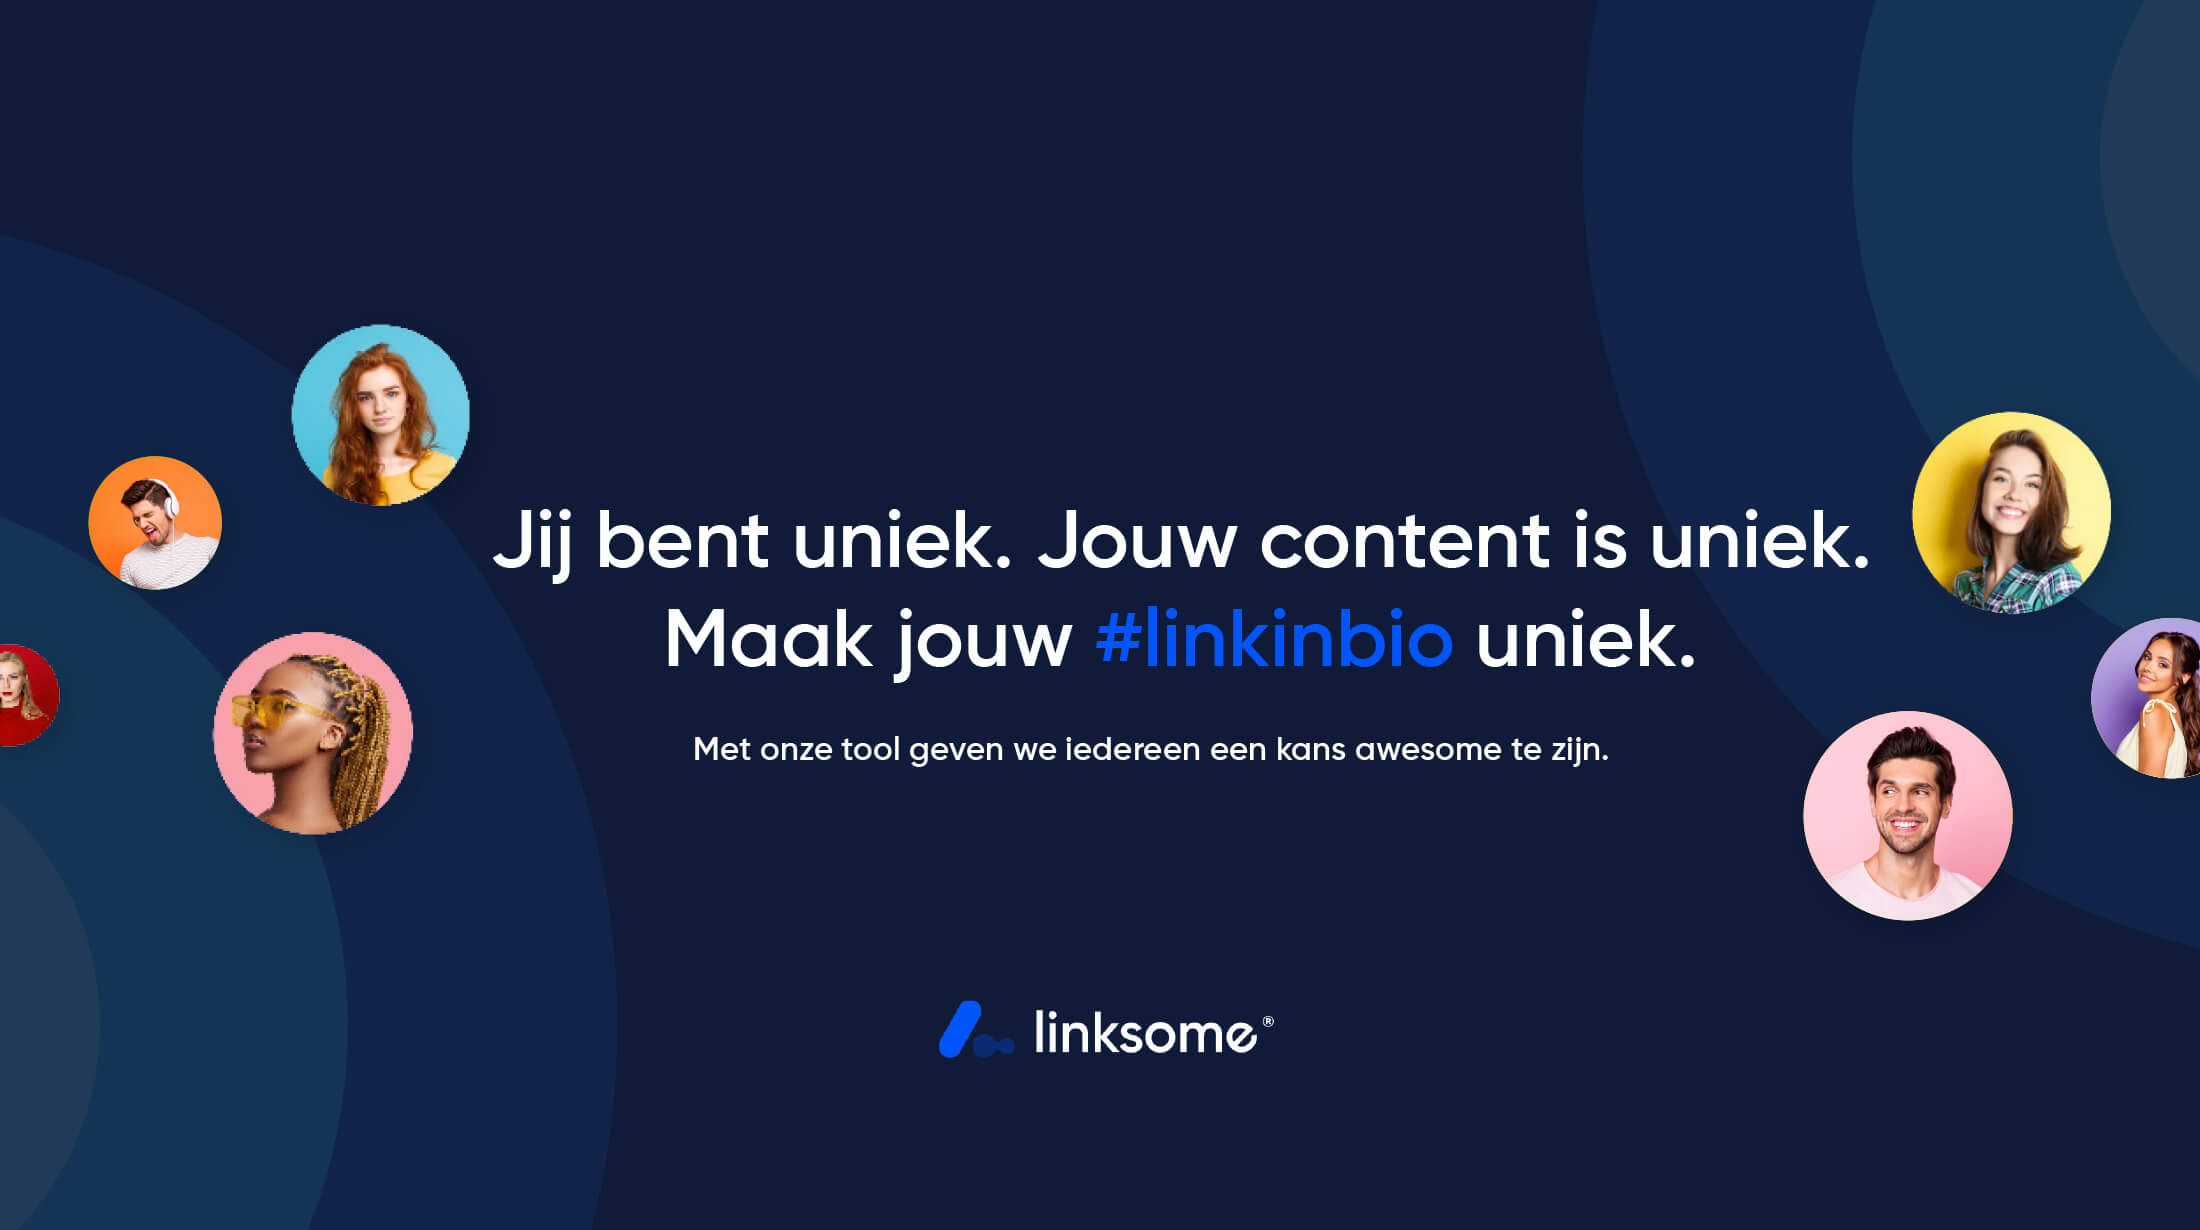 Jij bent uniek. Jouw content is uniek.
Maak jouw #linkinbio uniek.
Met onze tool geven we iedereen een kans awesome te zijn.
linksome®